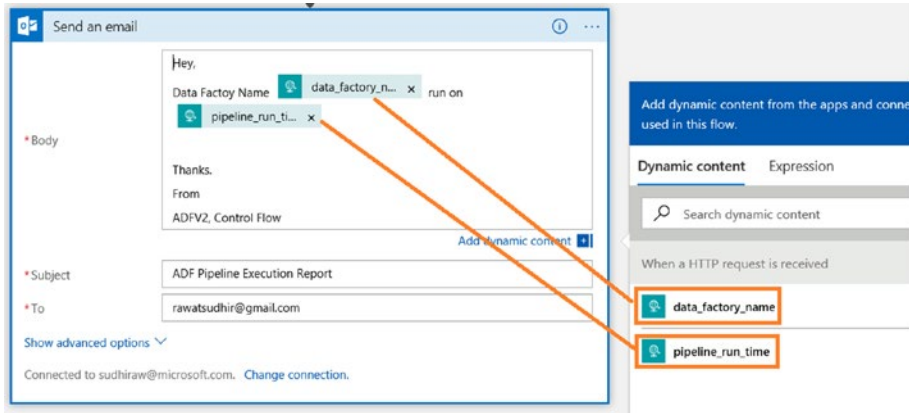 Send an email
Hey,
Data Factoy Name data_factory_n... x run on
pipeline_run_ti... x
*Body
Thanks.
From
ADFV2, Control Flow
Add dynamic content +
*Subject ADF Pipeline Execution Report
*To rawatsudhir@gmail.com
Show advanced options
Connected to sudhiraw@microsoft.com. Change connection.
Add dynamic content from the apps and conne
used in this flow.
Dynamic content Expression
Search dynamic content
When a HTTP request is received
data_factory_name
pipeline_run_time